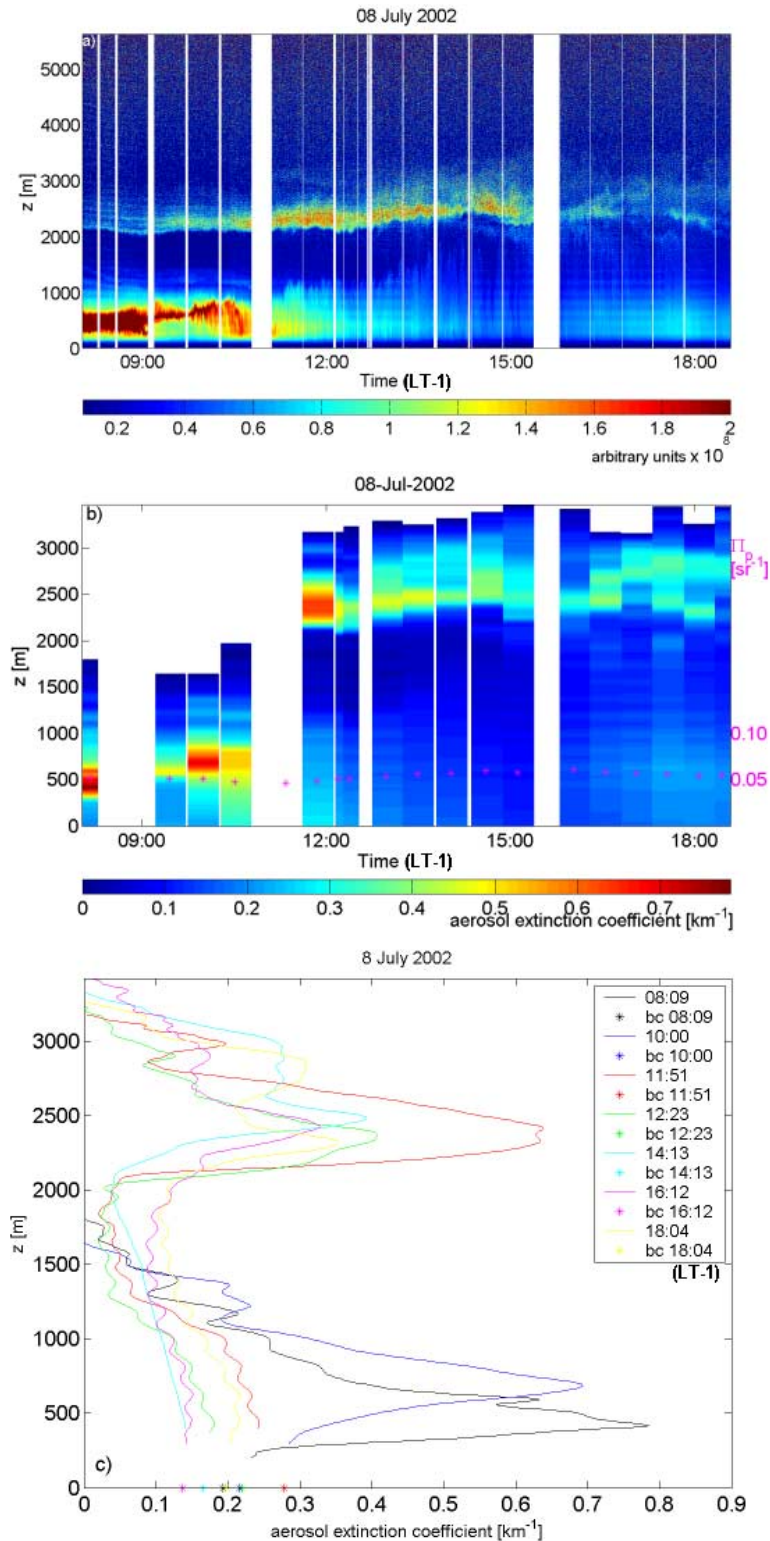 08 July 2002
a)
5000
4000
3000
2000
1000
0
z [m]
09:00 12:00 15:00 18:00
Time (LT-1)
0.2 0.4 0.6 0.8 1 1.2 1.4 1.6 1.8 2
arbitrary units x 10^8
08-Jul-2002
b)
3000
2500
2000
1500
1000
500
0
z [m]
Π_p
[sr^-1]
0.10
0.05
09:00 12:00 15:00 18:00
Time (LT-1)
0 0.1 0.2 0.3 0.4 0.5 0.6 0.7
aerosol extinction coefficient [km^-1]
8 July 2002
3000
2500
2000
1500
1000
500
0
z [m]
08:09
bc 08:09
10:00
bc 10:00
11:51
bc 11:51
12:23
bc 12:23
14:13
bc 14:13
16:12
bc 16:12
18:04
bc 18:04
(LT-1)
c)
0 0.1 0.2 0.3 0.4 0.5 0.6 0.7 0.8 0.9
aerosol extinction coefficient [km^-1]